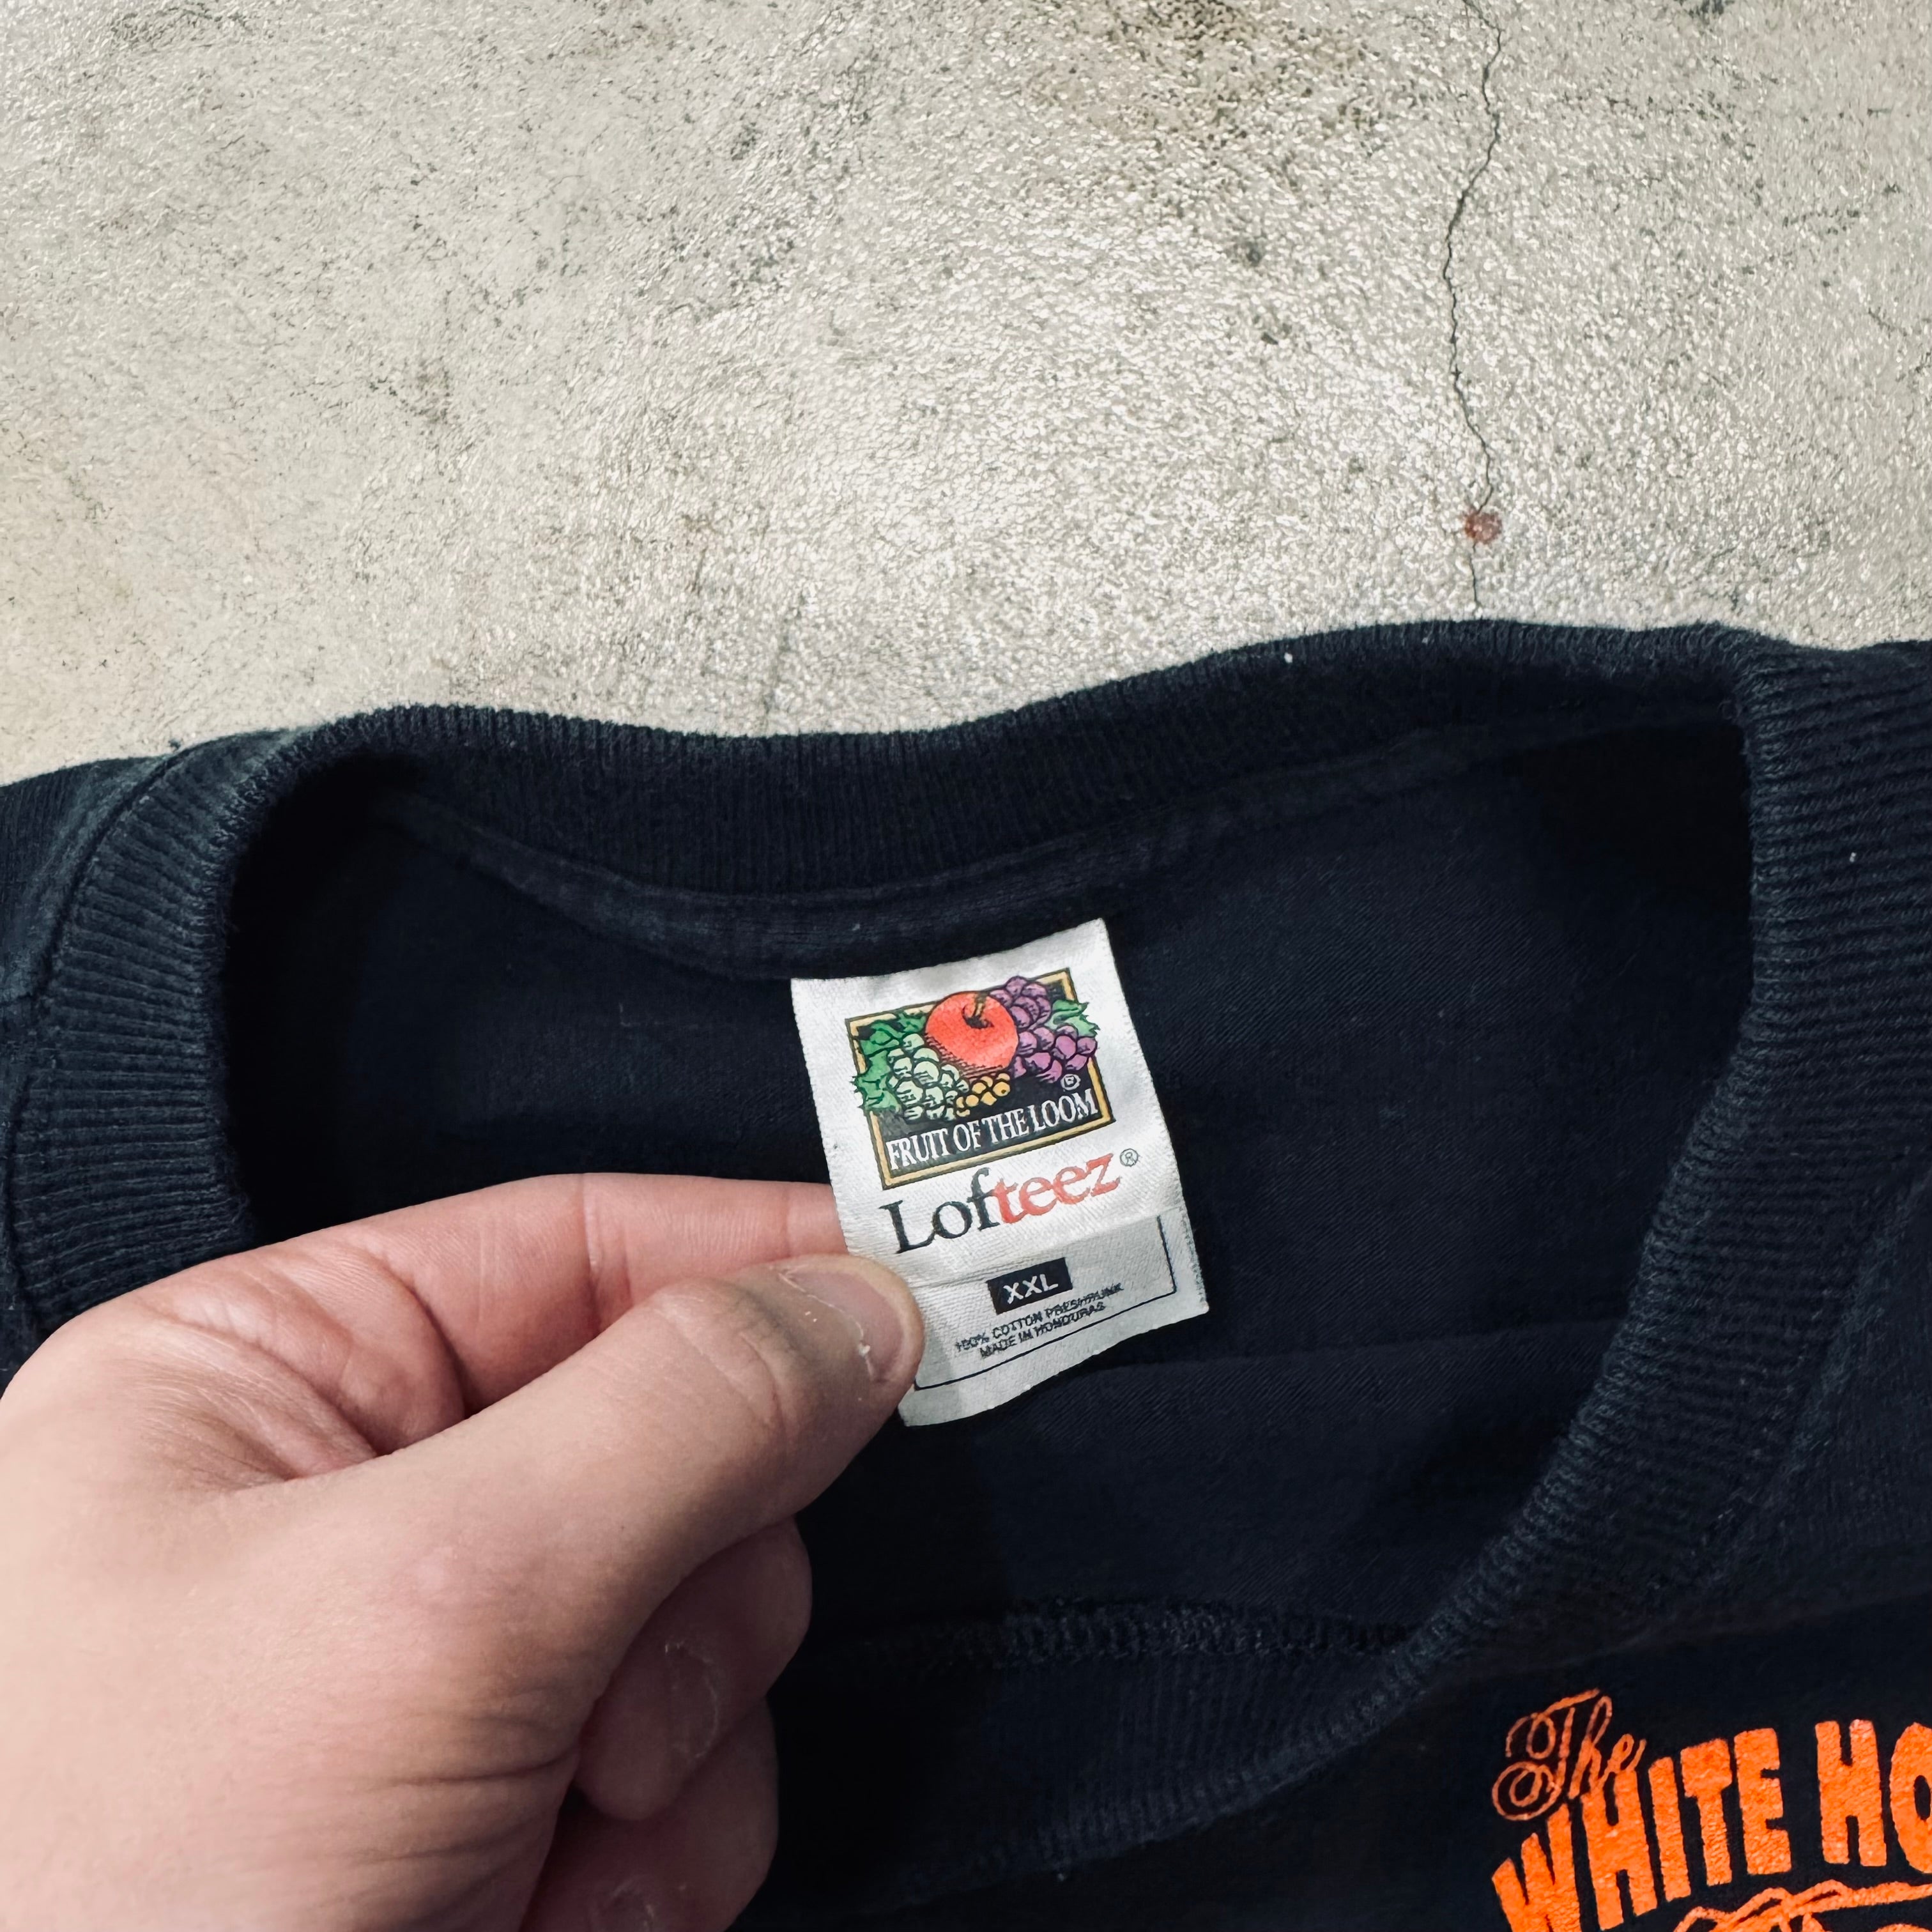 FRUIT OF THE LOOM ®
Lofteez ®
XXL
100% COTTON PRESHRUNK
MADE IN HONDURAS
The
WHITE HO